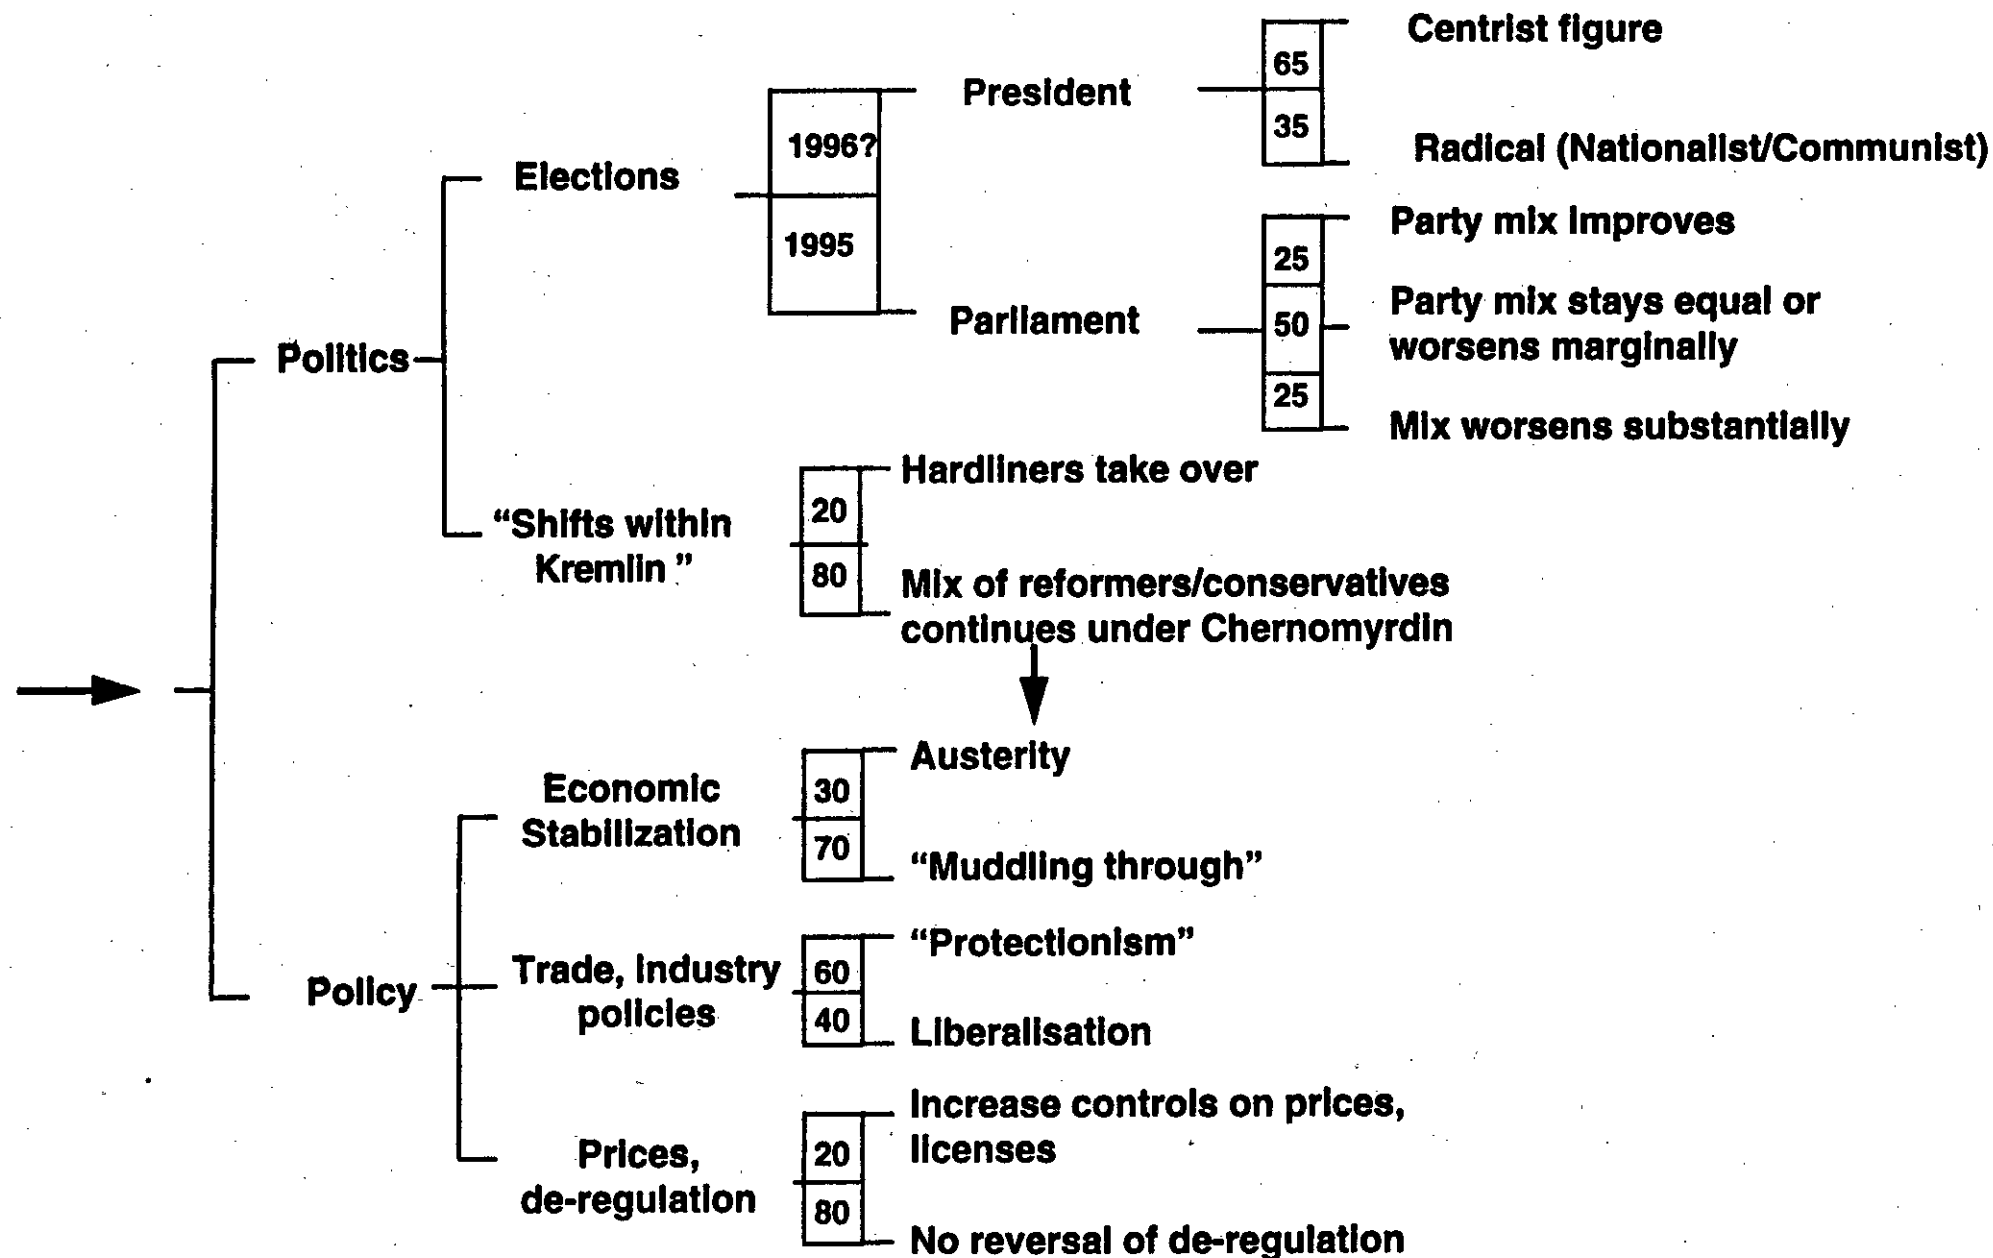 Centrist figure
65
President
1996?
35
Radical (Nationalist/Communist)
Elections
Party mix improves
25
1995
Party mix stays equal or
worsens marginally
50
Parliament
25
Mix worsens substantially
Politics
Hardliners take over
20
“Shifts within
Kremlin”
80
Mix of reformers/conservatives
continues under Chernomyrdin
Austerity
Economic
Stabilization
30
70
“Muddling through”
“Protectionism”
Trade, industry
policies
60
40
Policy
Liberalisation
Increase controls on prices,
licenses
Prices,
de-regulation
20
80
No reversal of de-regulation